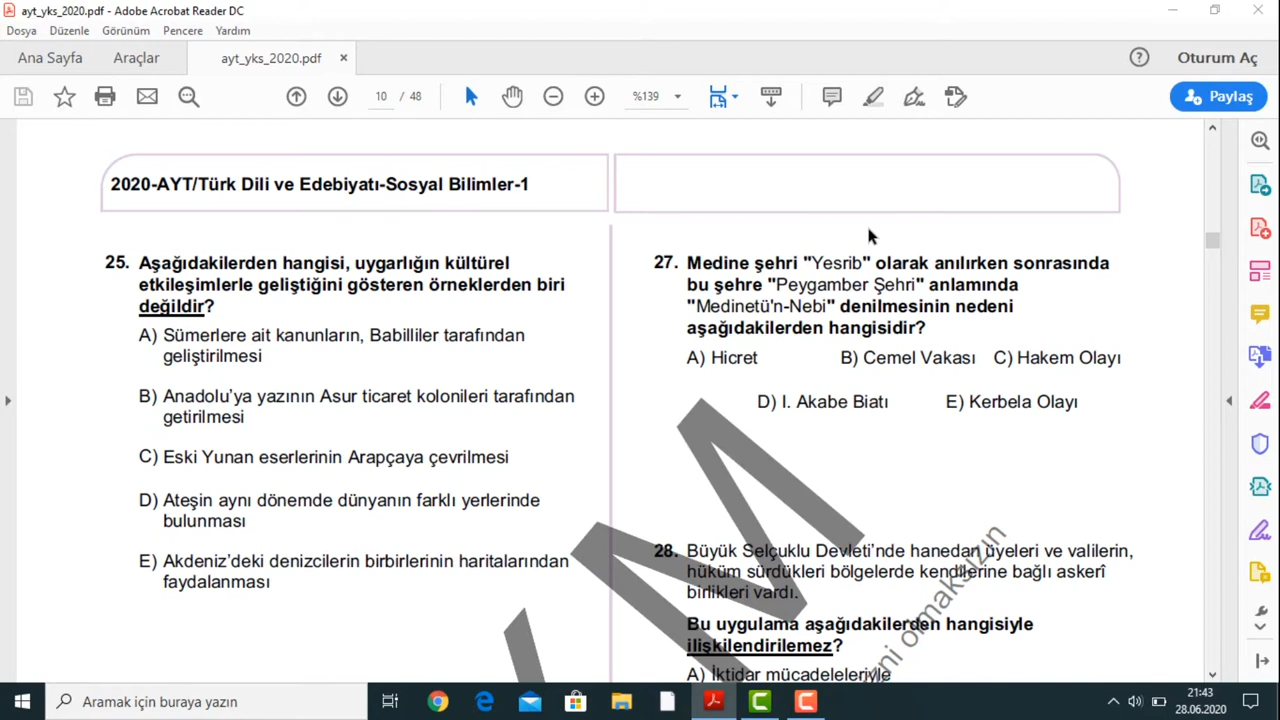 ayt_yks_2020.pdf - Adobe Acrobat Reader DC
Dosya Düzenle Görünüm Pencere Yardım
Ana Sayfa Araçlar ayt_yks_2020.pdf × Oturum Aç
10 / 48 %139 Paylaş
2020-AYT/Türk Dili ve Edebiyatı-Sosyal Bilimler-1
25. Aşağıdakilerden hangisi, uygarlığın kültürel
etkileşimlerle geliştiğini gösteren örneklerden biri
değildir?
A) Sümerlere ait kanunların, Babilliler tarafından
geliştirilmesi
B) Anadolu'ya yazının Asur ticaret kolonileri tarafından
getirilmesi
C) Eski Yunan eserlerinin Arapçaya çevrilmesi
D) Ateşin aynı dönemde dünyanın farklı yerlerinde
bulunması
E) Akdeniz'deki denizcilerin birbirlerinin haritalarından
faydalanması
27. Medine şehri "Yesrib" olarak anılırken sonrasında
bu şehre "Peygamber Şehri" anlamında
"Medinetü'n-Nebi" denilmesinin nedeni
aşağıdakilerden hangisidir?
A) Hicret B) Cemel Vakası C) Hakem Olayı
D) I. Akabe Biatı E) Kerbela Olayı
28. Büyük Selçuklu Devleti'nde hanedan üyeleri ve valilerin,
hüküm sürdükleri bölgelerde kendilerine bağlı askerî
birlikleri vardı.
Bu uygulama aşağıdakilerden hangisiyle
ilişkilendirilemez?
A) İktidar mücadeleleriyle
YM
izni olmaksızın
Aramak için buraya yazın
21:43
28.06.2020